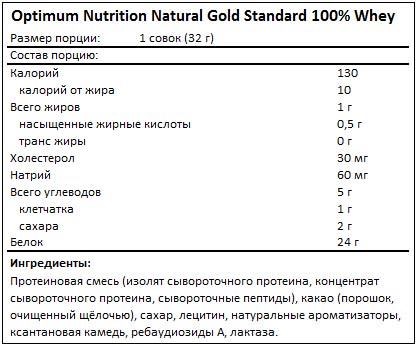 Optimum Nutrition Natural Gold Standard 100% Whey
Размер порции: 1 совок (32 г)
Состав порцию:
Калорий 130
калорий от жира 10
Всего жиров 1 г
насыщенные жирные кислоты 0,5 г
транс жиры 0 г
Холестерол 30 мг
Натрий 60 мг
Всего углеводов 5 г
клетчатка 1 г
сахара 2 г
Белок 24 г
Ингредиенты:
Протеиновая смесь (изолят сывороточного протеина, концентрат
сывороточного протеина, сывороточные пептиды), какао (порошок,
очищенный щёлочью), сахар, лецитин, натуральные ароматизаторы,
ксантановая камедь, ребаудиозиды А, лактаза.